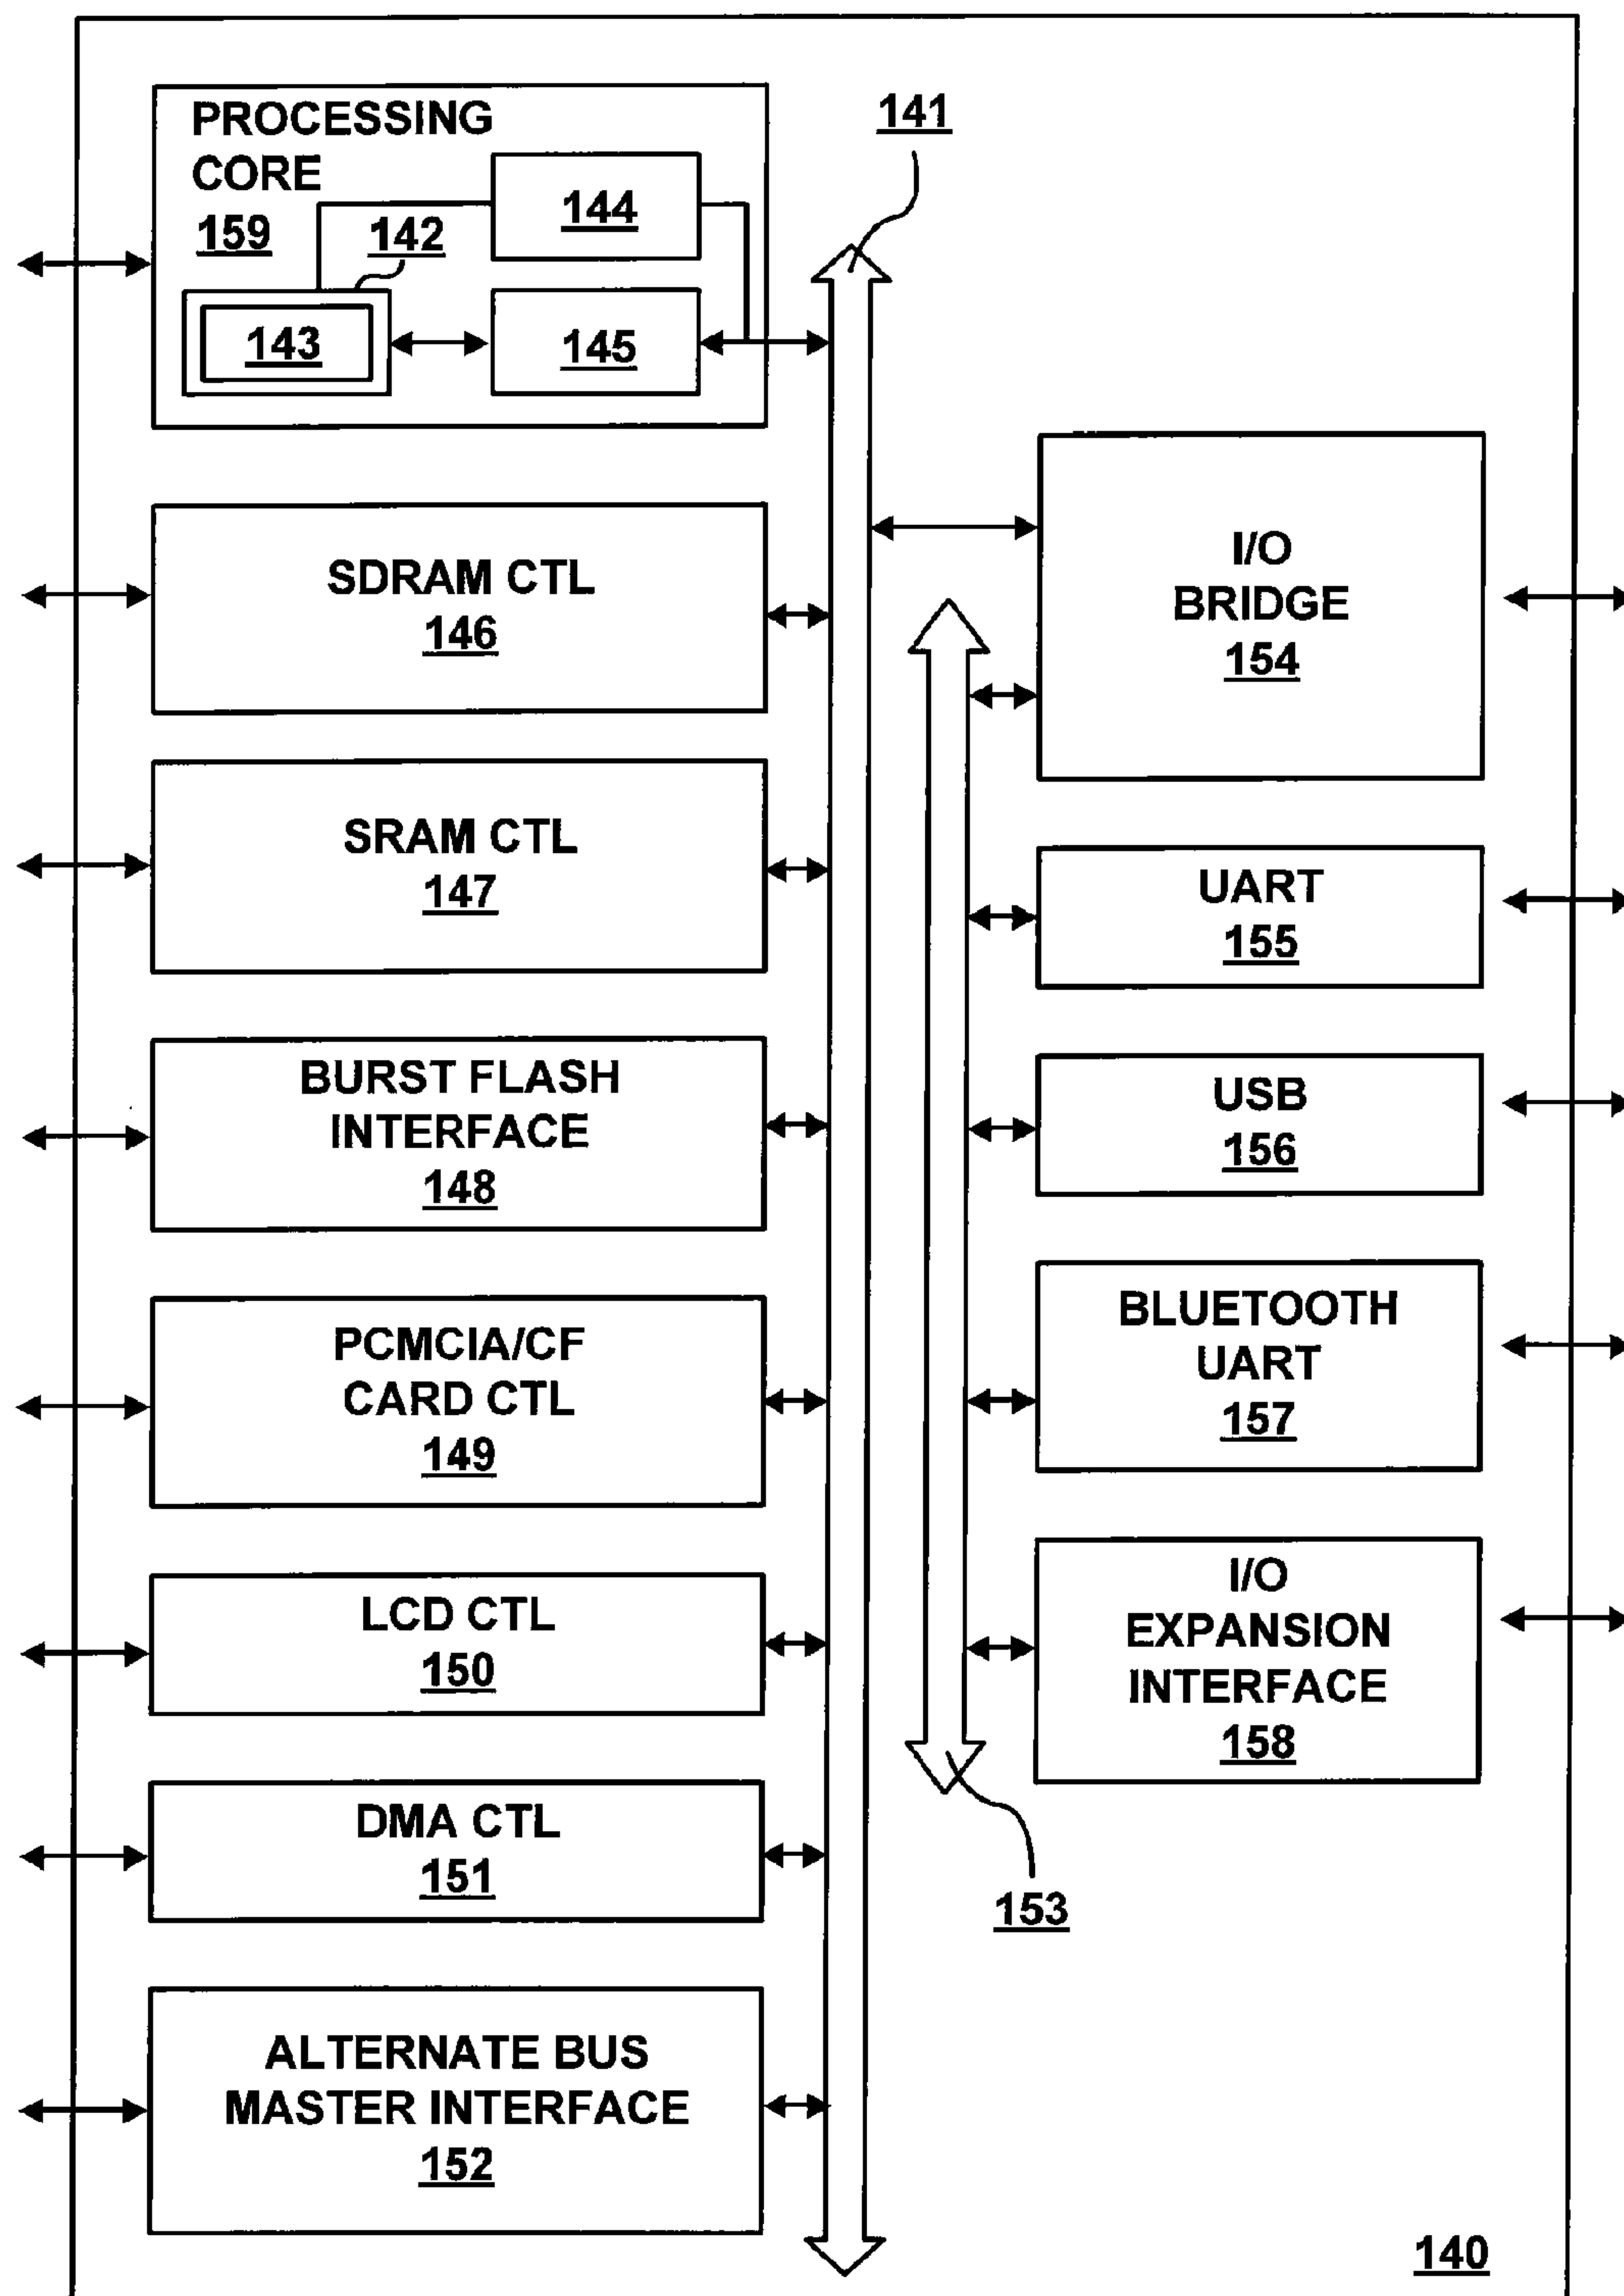 PROCESSING
CORE
159
142
144
143
145
141
SDRAM CTL
146
SRAM CTL
147
BURST FLASH
INTERFACE
148
PCMCIA/CF
CARD CTL
149
LCD CTL
150
DMA CTL
151
ALTERNATE BUS
MASTER INTERFACE
152
I/O
BRIDGE
154
UART
155
USB
156
BLUETOOTH
UART
157
I/O
EXPANSION
INTERFACE
158
153
140